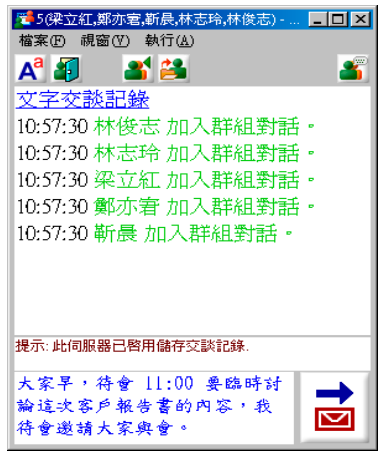 5(梁立紅,鄭亦宭,靳晨,林志玲,林俊志) - ...
檔案(F) 視窗(V) 執行(A)
文字交談記錄
10:57:30 林俊志 加入群組對話。
10:57:30 林志玲 加入群組對話。
10:57:30 梁立紅 加入群組對話。
10:57:30 鄭亦宭 加入群組對話。
10:57:30 靳晨 加入群組對話。
提示: 此伺服器已啓用儲存交談記錄.
大家早，待會 11:00 要臨時討
論這次客戶報告書的內容，我
待會邀請大家與會。